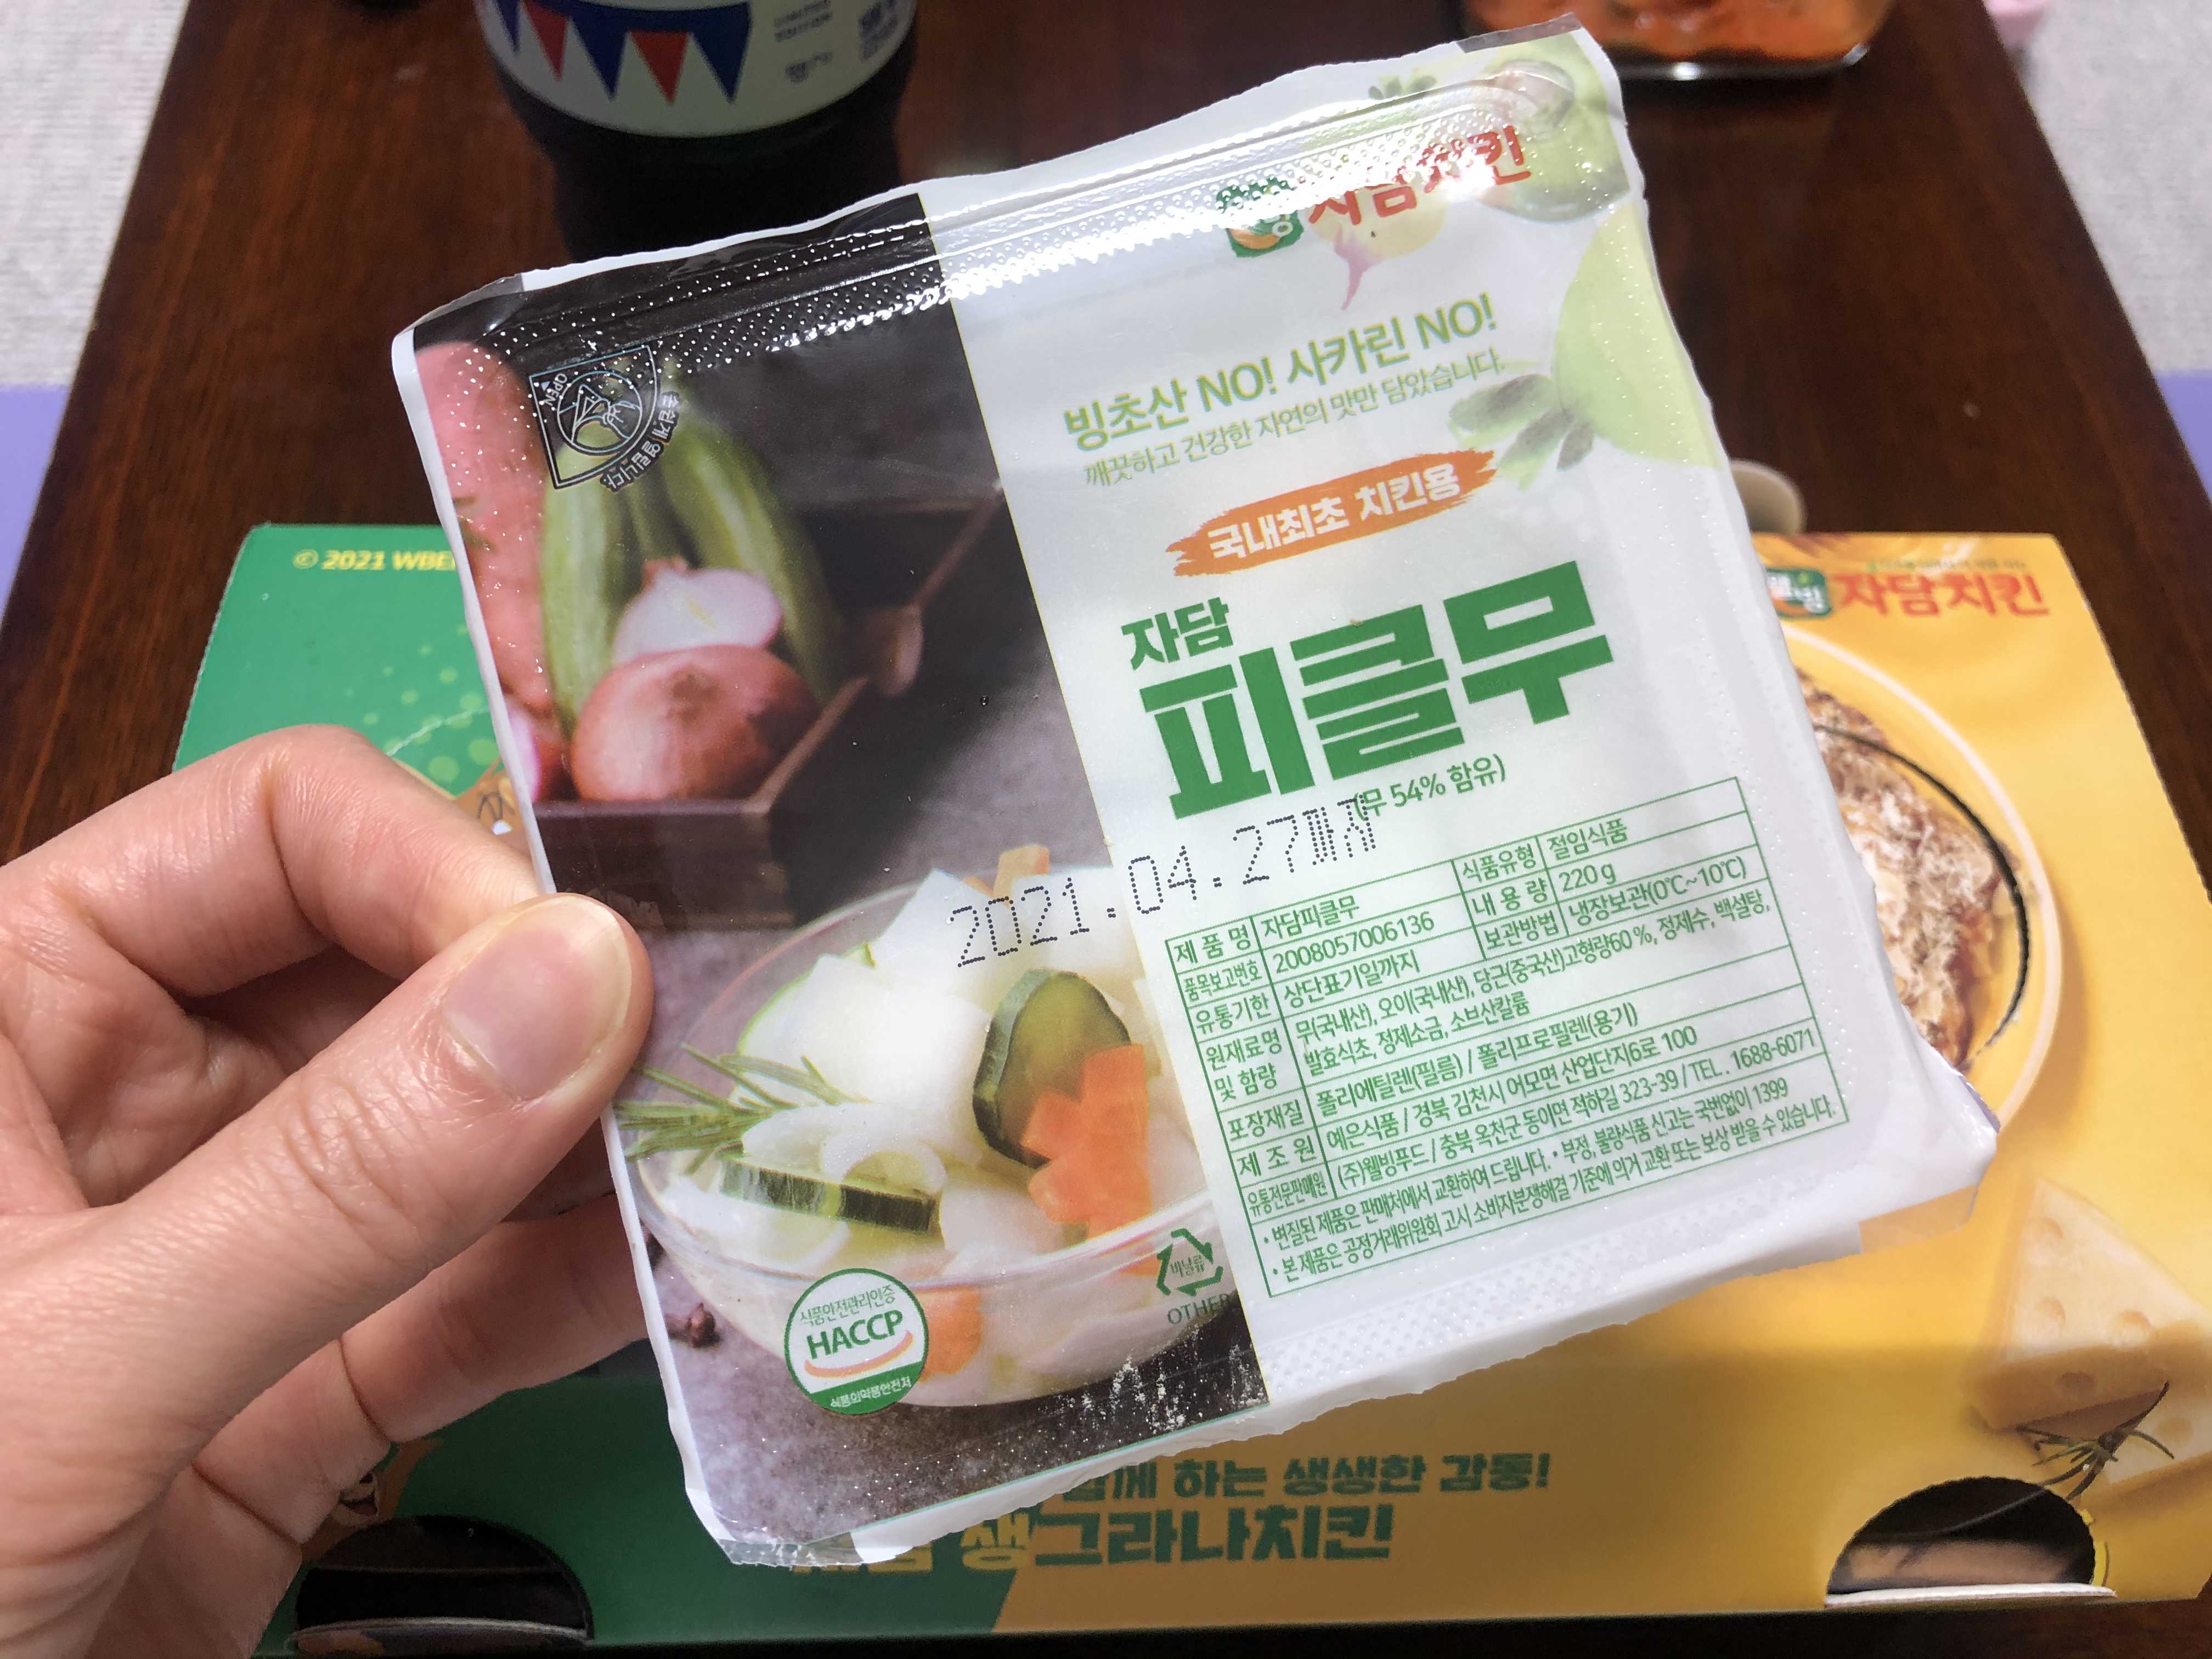 LIMITED
EDITION
자담치킨
빙초산 NO! 사카린 NO!
깨끗하고 건강한 자연의 맛만 담았습니다.
국내최초 치킨용
자담
피클무
(무 54% 함유)
2021.04.27까지
OPEN
손쉽게 열립니다.
식품유형 절임식품
제품명 자담피클무 내용량 220g
품목보고번호 2008057006136 보관방법 냉장보관(0℃~10℃)
유통기한 상단표기일까지
원재료명 및 함량 무(국내산), 오이(국내산), 당근(중국산)고형량60%, 정제수, 백설탕,
발효식초, 정제소금, 소브산칼륨
포장재질 폴리에틸렌(필름) / 폴리프로필렌(용기)
제조원 예은식품 / 경북 김천시 어모면 산업단지6로 100
유통전문판매원 (주)웰빙푸드 / 충북 옥천군 동이면 적하길 323-39 / TEL. 1688-6071
• 변질된 제품은 판매처에서 교환하여 드립니다. • 부정, 불량식품 신고는 국번없이 1399
• 본 제품은 공정거래위원회 고시 소비자분쟁해결 기준에 의거 교환 또는 보상 받을 수 있습니다.
비닐류
OTHER
식품안전관리인증
HACCP
식품의약품안전처
© 2021
웰빙 자담치킨
하는 생생한 감동!
생그라나치킨